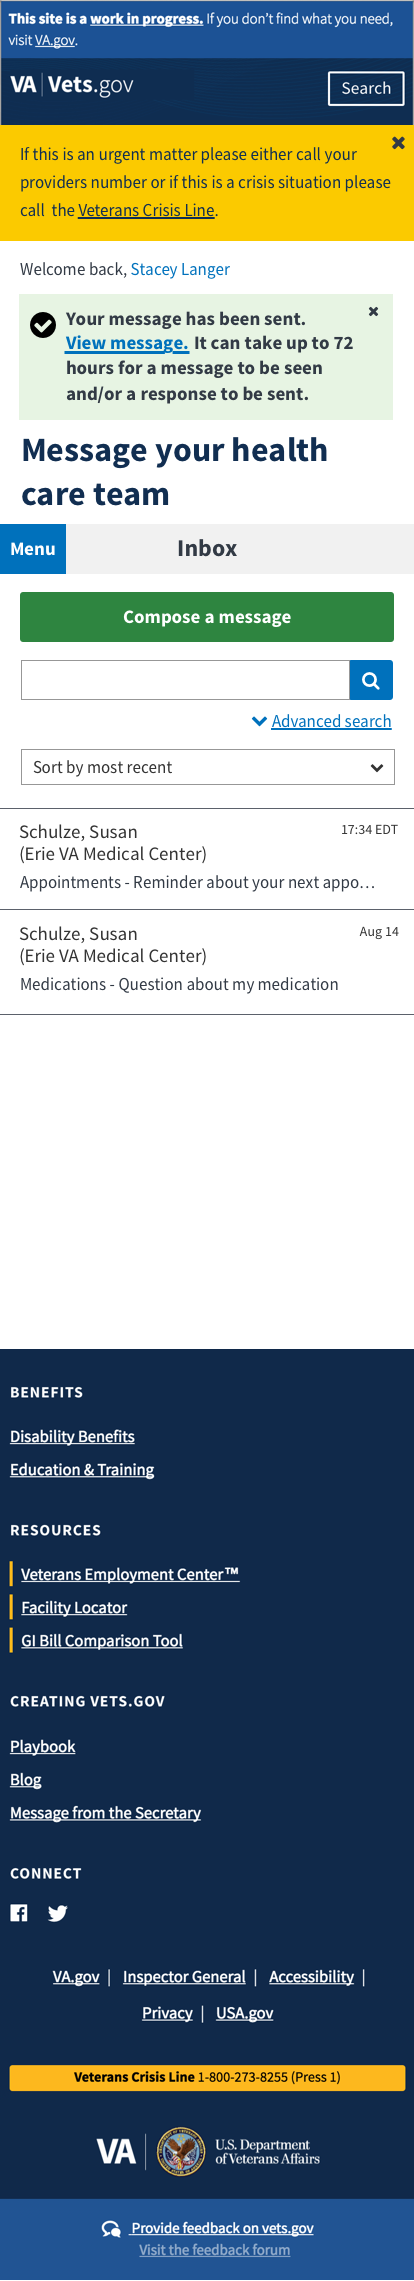 This site is a work in progress. If you don't find what you need,
visit VA.gov.
VA | Vets.gov
Search
If this is an urgent matter please either call your
providers number or if this is a crisis situation please
call the Veterans Crisis Line.
Welcome back, Stacey Langer
Your message has been sent.
View message. It can take up to 72
hours for a message to be seen
and/or a response to be sent.
Message your health
care team
Menu
Inbox
Compose a message
Advanced search
Sort by most recent
Schulze, Susan
17:34 EDT
(Erie VA Medical Center)
Appointments - Reminder about your next appo...
Schulze, Susan
Aug 14
(Erie VA Medical Center)
Medications - Question about my medication
BENEFITS
Disability Benefits
Education & Training
RESOURCES
Veterans Employment Center™
Facility Locator
GI Bill Comparison Tool
CREATING VETS.GOV
Playbook
Blog
Message from the Secretary
CONNECT
VA.gov | Inspector General | Accessibility |
Privacy | USA.gov
Veterans Crisis Line 1-800-273-8255 (Press 1)
VA
U.S. Department
of Veterans Affairs
Provide feedback on vets.gov
Visit the feedback forum